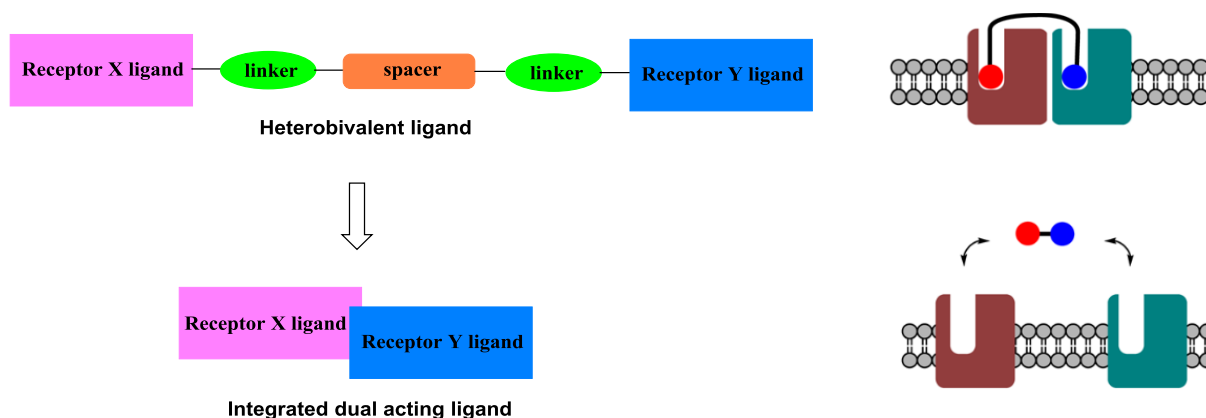 Receptor X ligand
linker
spacer
linker
Receptor Y ligand
Heterobivalent ligand
Receptor X ligand
Receptor Y ligand
Integrated dual acting ligand